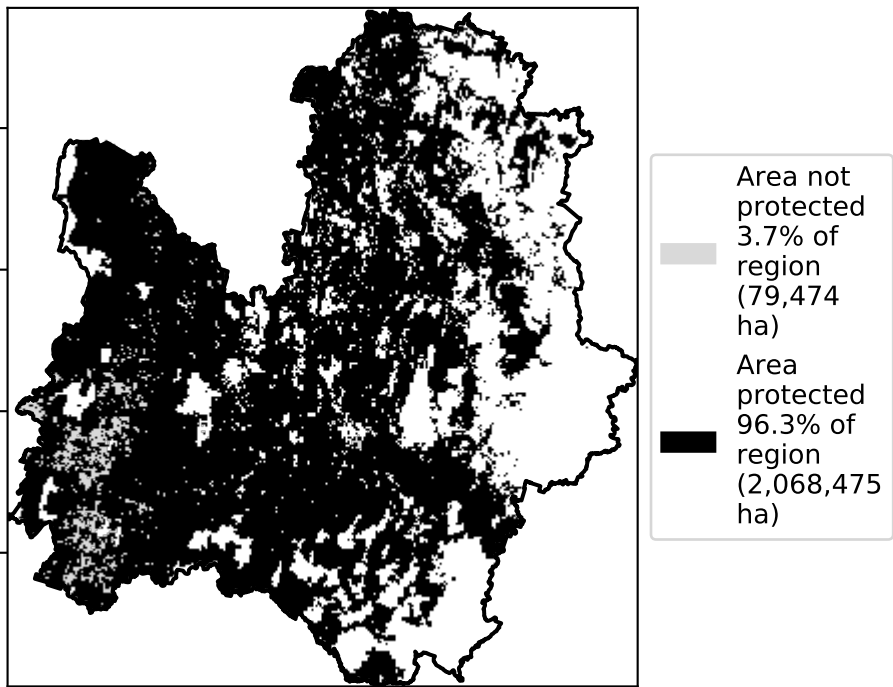 Area not
protected
3.7% of
region
(79,474
ha)
Area
protected
96.3% of
region
(2,068,475
ha)